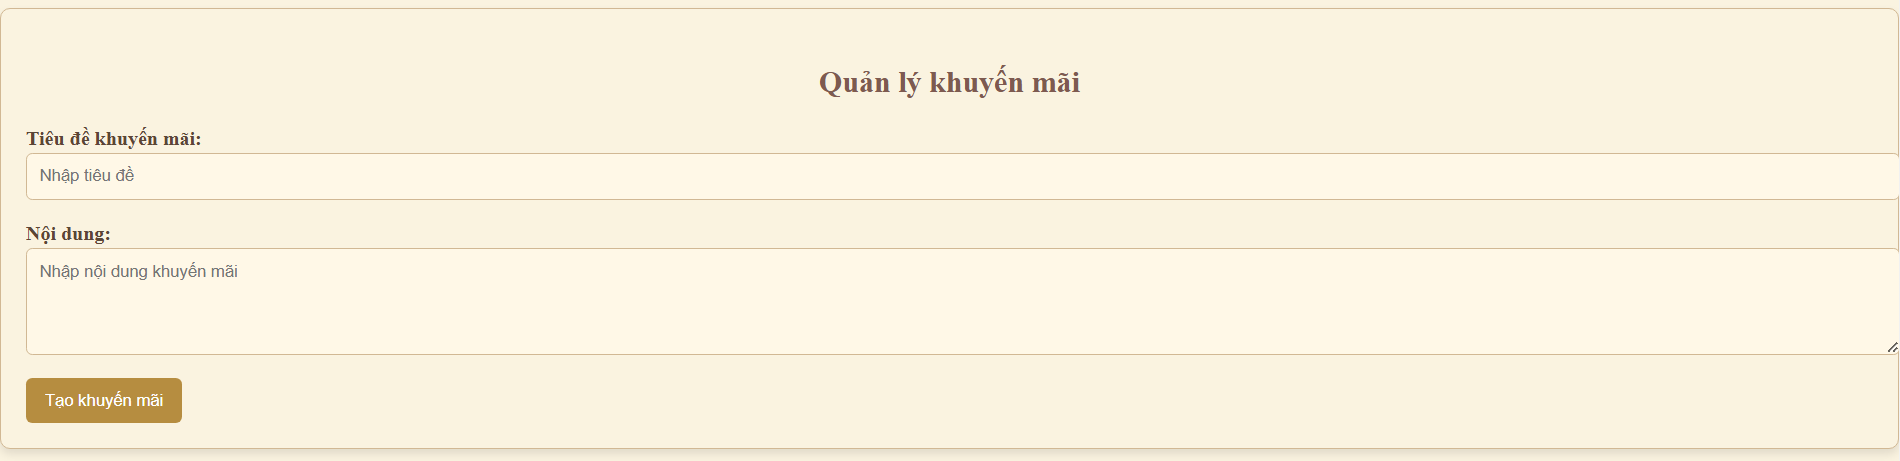 Quản lý khuyến mãi
Tiêu đề khuyến mãi:
Nhập tiêu đề
Nội dung:
Nhập nội dung khuyến mãi
Tạo khuyến mãi